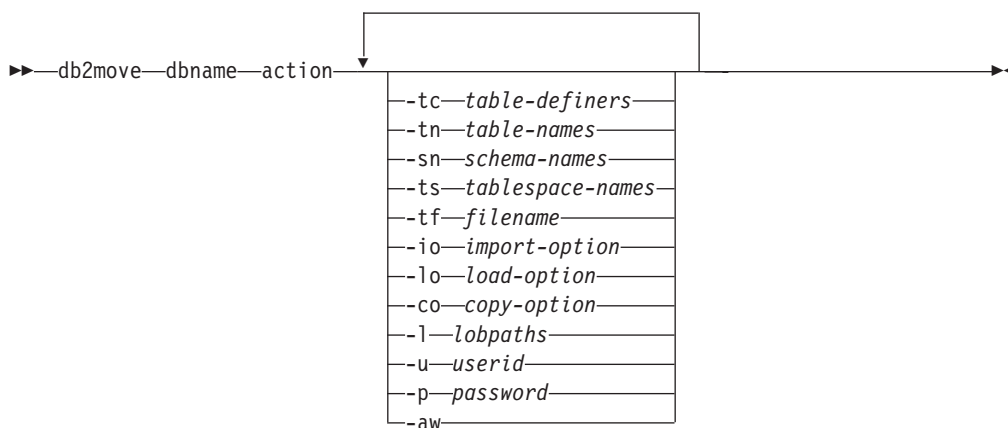 db2move dbname action
-tc table-definers
-tn table-names
-sn schema-names
-ts tablespace-names
-tf filename
-io import-option
-lo load-option
-co copy-option
-l lobpaths
-u userid
-p password
-aw